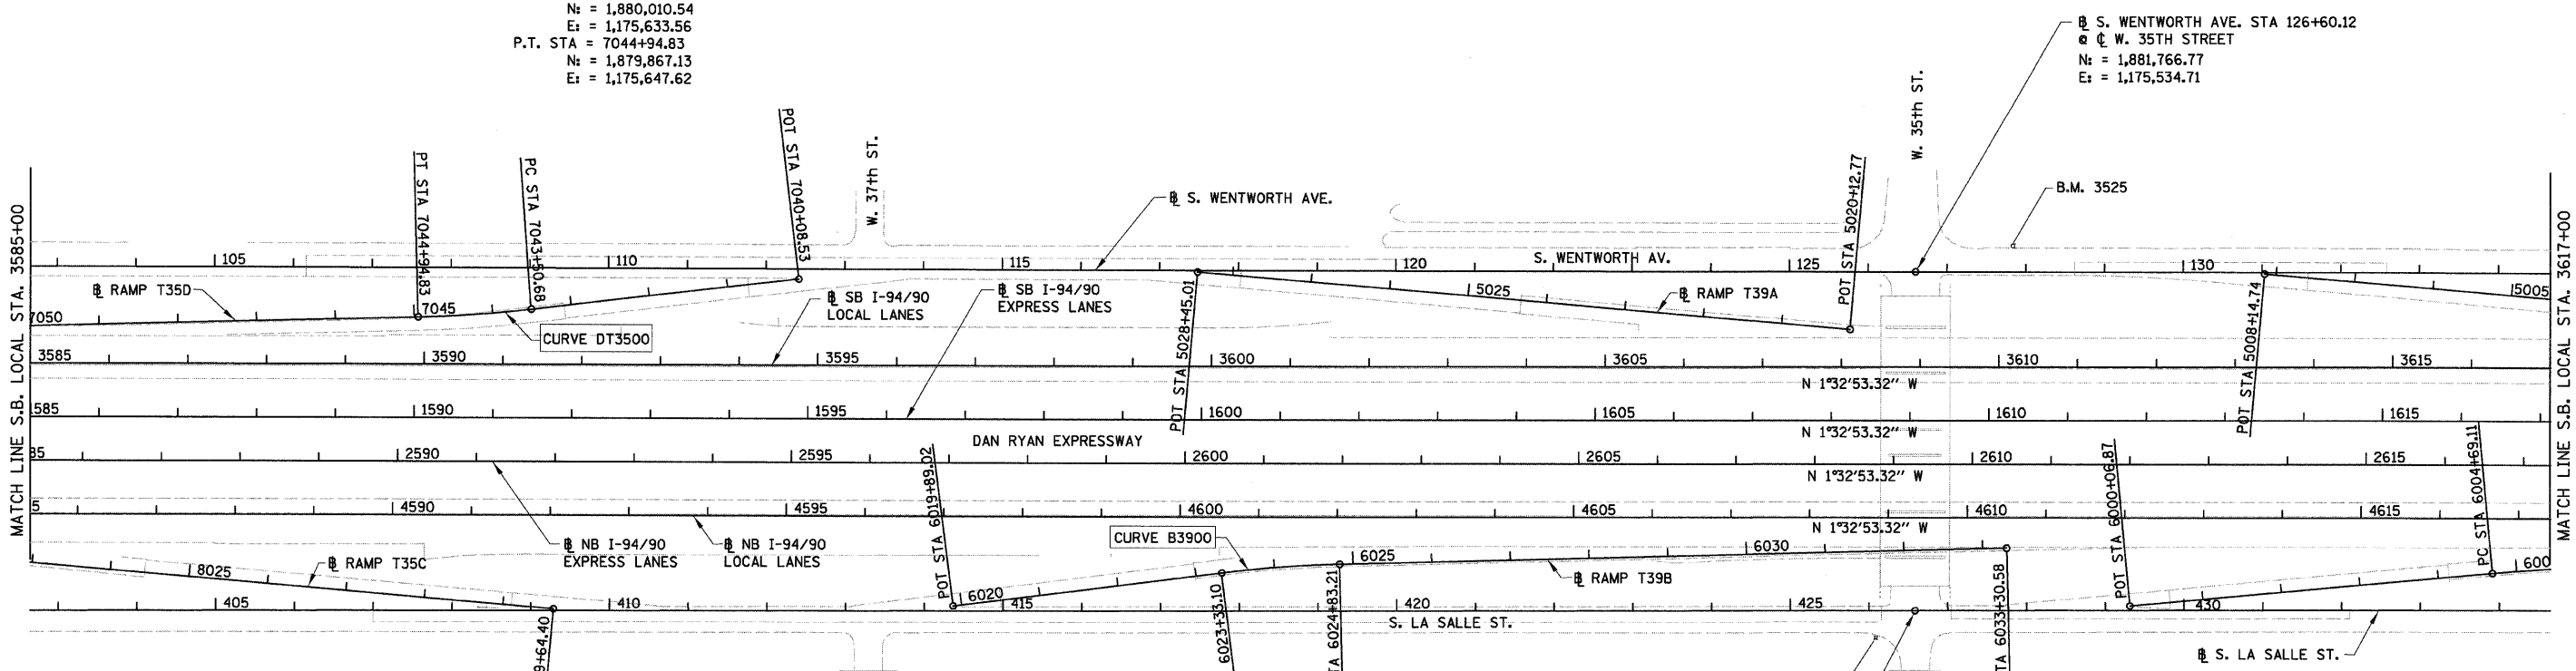 N: = 1,880,010.54
E: = 1,175,633.56
P.T. STA = 7044+94.83
N: = 1,879,867.13
E: = 1,175,647.62
℄ S. WENTWORTH AVE. STA 126+60.12
@ ℄ W. 35TH STREET
N: = 1,881,766.77
E: = 1,175,534.71
MATCH LINE S.B. LOCAL STA. 3585+00
PT STA 7044+94.83
PC STA 7043+50.68
POT STA 7040+08.53
W. 37th ST.
℄ S. WENTWORTH AVE.
POT STA 5020+12.77
W. 35th ST.
B.M. 3525
MATCH LINE S.B. LOCAL STA. 3617+00
105
110
115
120
S. WENTWORTH AV.
125
130
℄ RAMP T35D
7050
7045
CURVE DT3500
℄ SB I-94/90
LOCAL LANES
℄ SB I-94/90
EXPRESS LANES
POT STA 5028+45.01
5025
℄ RAMP T39A
POT STA 5008+14.74
5005
3585
3590
3595
3600
3605
3610
3615
N 1°32'53.32'' W
1585
1590
1595
1600
1605
1610
1615
DAN RYAN EXPRESSWAY
N 1°32'53.32'' W
85
2590
2595
2600
2605
2610
2615
N 1°32'53.32'' W
5
4590
4595
4600
4605
4610
4615
N 1°32'53.32'' W
POT STA 6019+89.02
POT STA 6000+06.87
PC STA 6004+69.11
℄ RAMP T35C
8025
℄ NB I-94/90
EXPRESS LANES
℄ NB I-94/90
LOCAL LANES
CURVE B3900
6020
6025
6030
℄ RAMP T39B
600
405
410
415
420
425
430
9+64.40
6023+33.10
TA 6024+83.21
TA 6033+30.58
S. LA SALLE ST.
℄ S. LA SALLE ST.